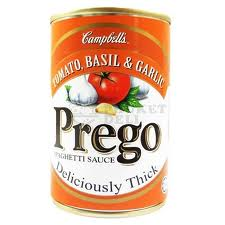 Campbell's
TOMATO, BASIL & GARLIC
Prego
SPAGHETTI SAUCE
Deliciously Thick